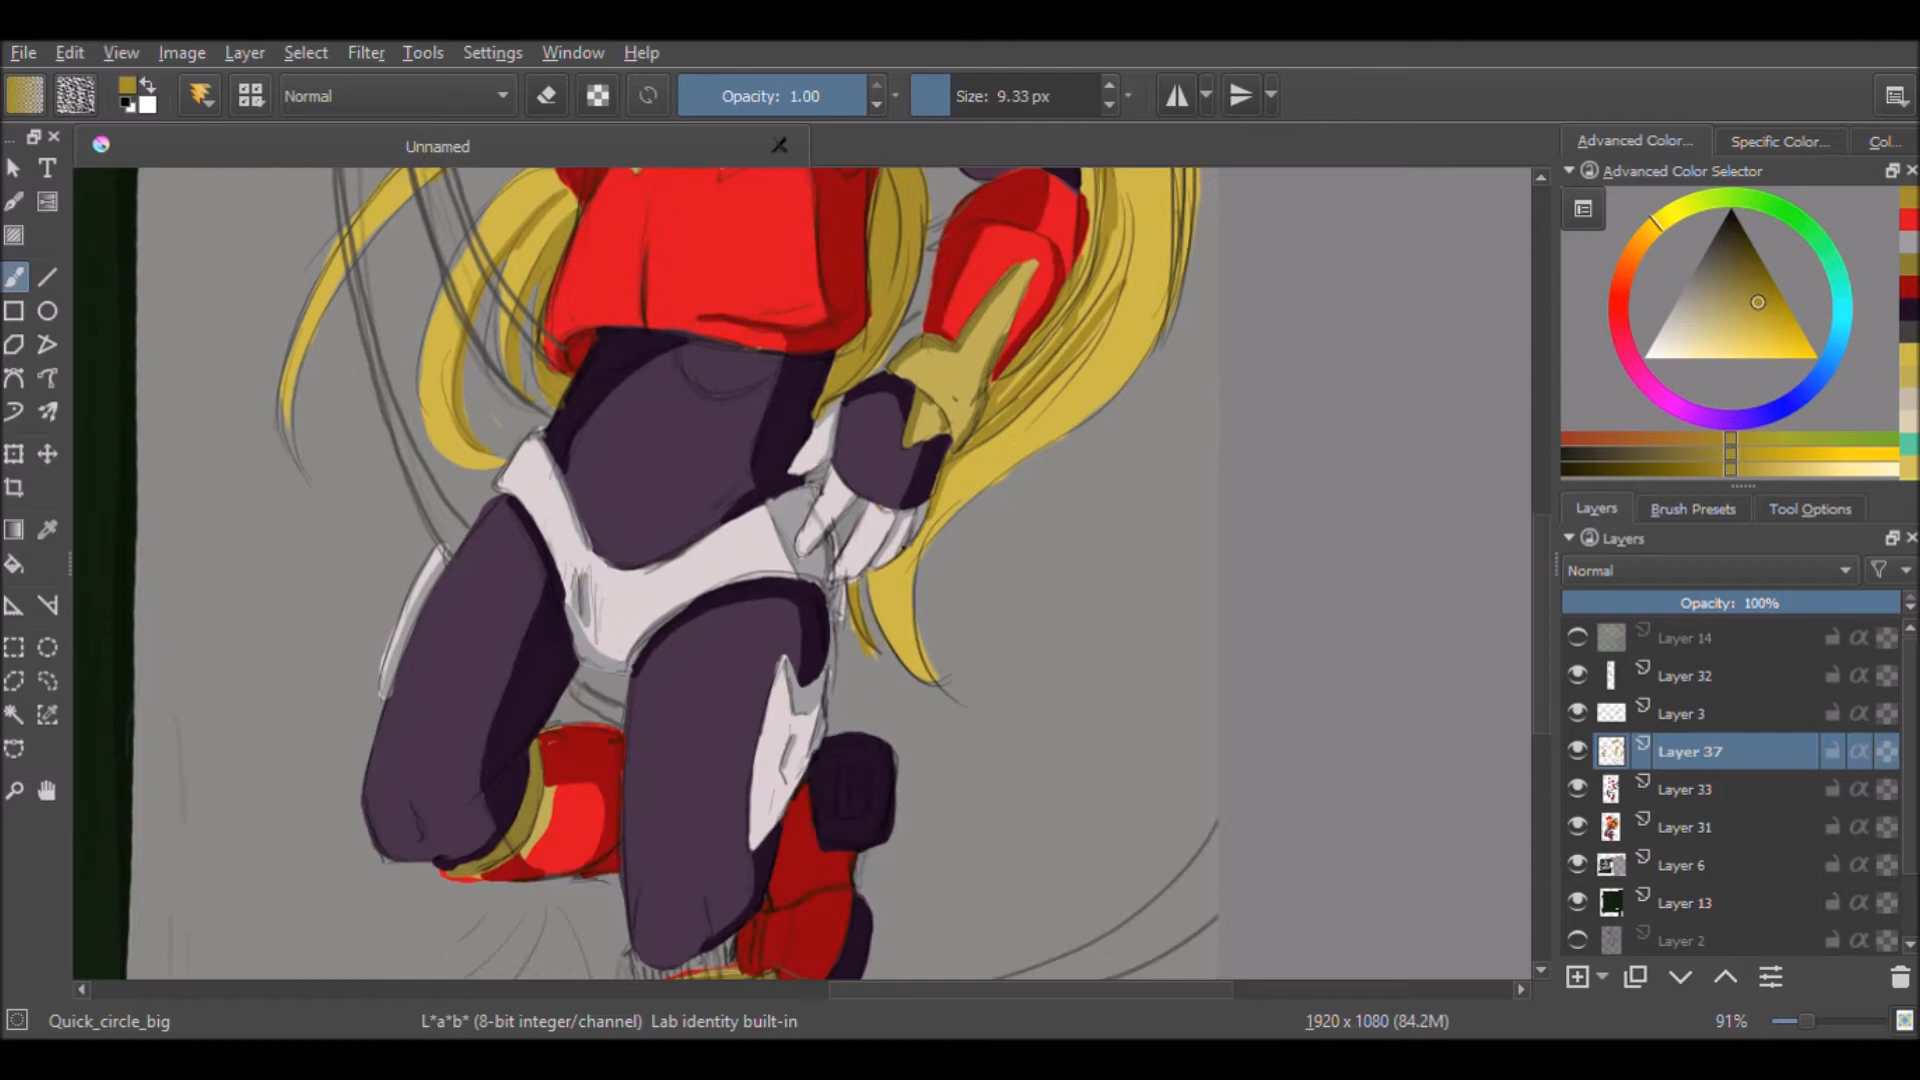 File Edit View Image Layer Select Filter Tools Settings Window Help
Normal
Opacity: 1.00
Size: 9.33 px
... Unnamed
Advanced Color... Specific Color... Col...
Advanced Color Selector
Layers Brush Presets Tool Options
Layers
Normal
Opacity: 100%
Layer 14
Layer 32
Layer 3
Layer 37
Layer 33
Layer 31
Layer 6
Layer 13
Layer 2
Quick_circle_big L*a*b* (8-bit integer/channel) Lab identity built-in 1920 x 1080 (84.2M) 91%